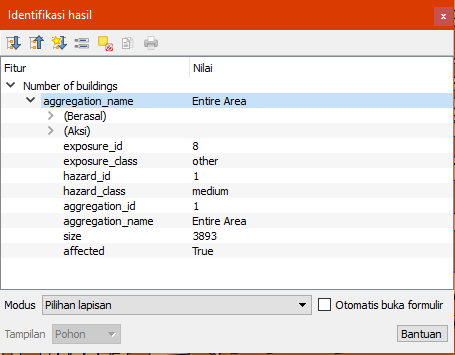 Identifikasi hasil
Fitur Nilai
Number of buildings
aggregation_name Entire Area
(Berasal)
(Aksi)
exposure_id 8
exposure_class other
hazard_id 1
hazard_class medium
aggregation_id 1
aggregation_name Entire Area
size 3893
affected True
Modus Pilihan lapisan Otomatis buka formulir
Tampilan Pohon Bantuan